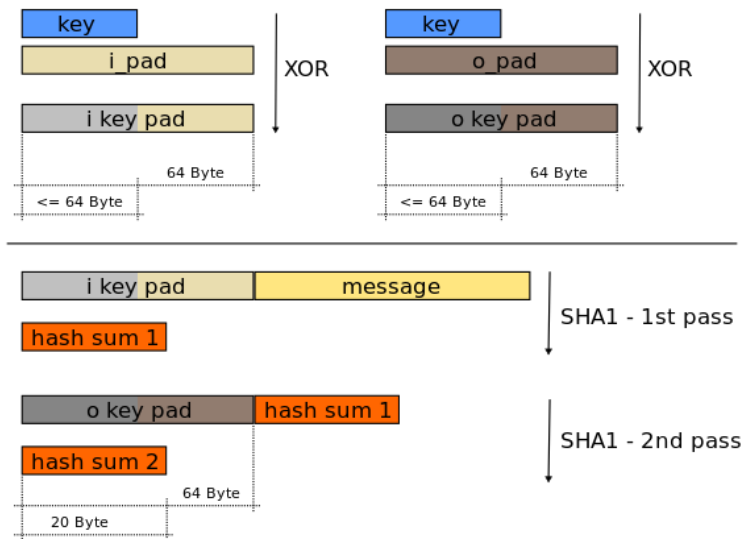 key
i_pad
XOR
i key pad
64 Byte
<= 64 Byte
key
o_pad
XOR
o key pad
64 Byte
<= 64 Byte
i key pad message
SHA1 - 1st pass
hash sum 1
o key pad hash sum 1
SHA1 - 2nd pass
hash sum 2
64 Byte
20 Byte